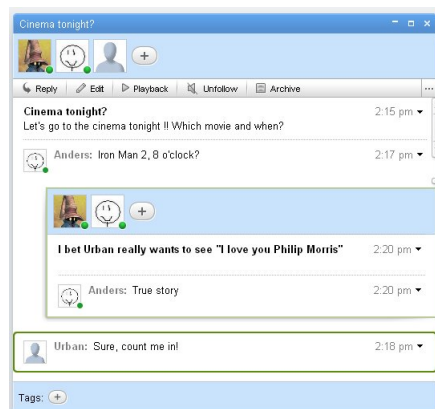 Cinema tonight?
Reply Edit Playback Unfollow Archive ...
Cinema tonight? 2:15 pm
Let's go to the cinema tonight !! Which movie and when?
Anders: Iron Man 2, 8 o'clock? 2:17 pm
I bet Urban really wants to see "I love you Philip Morris" 2:20 pm
Anders: True story 2:20 pm
Urban: Sure, count me in! 2:18 pm
Tags: